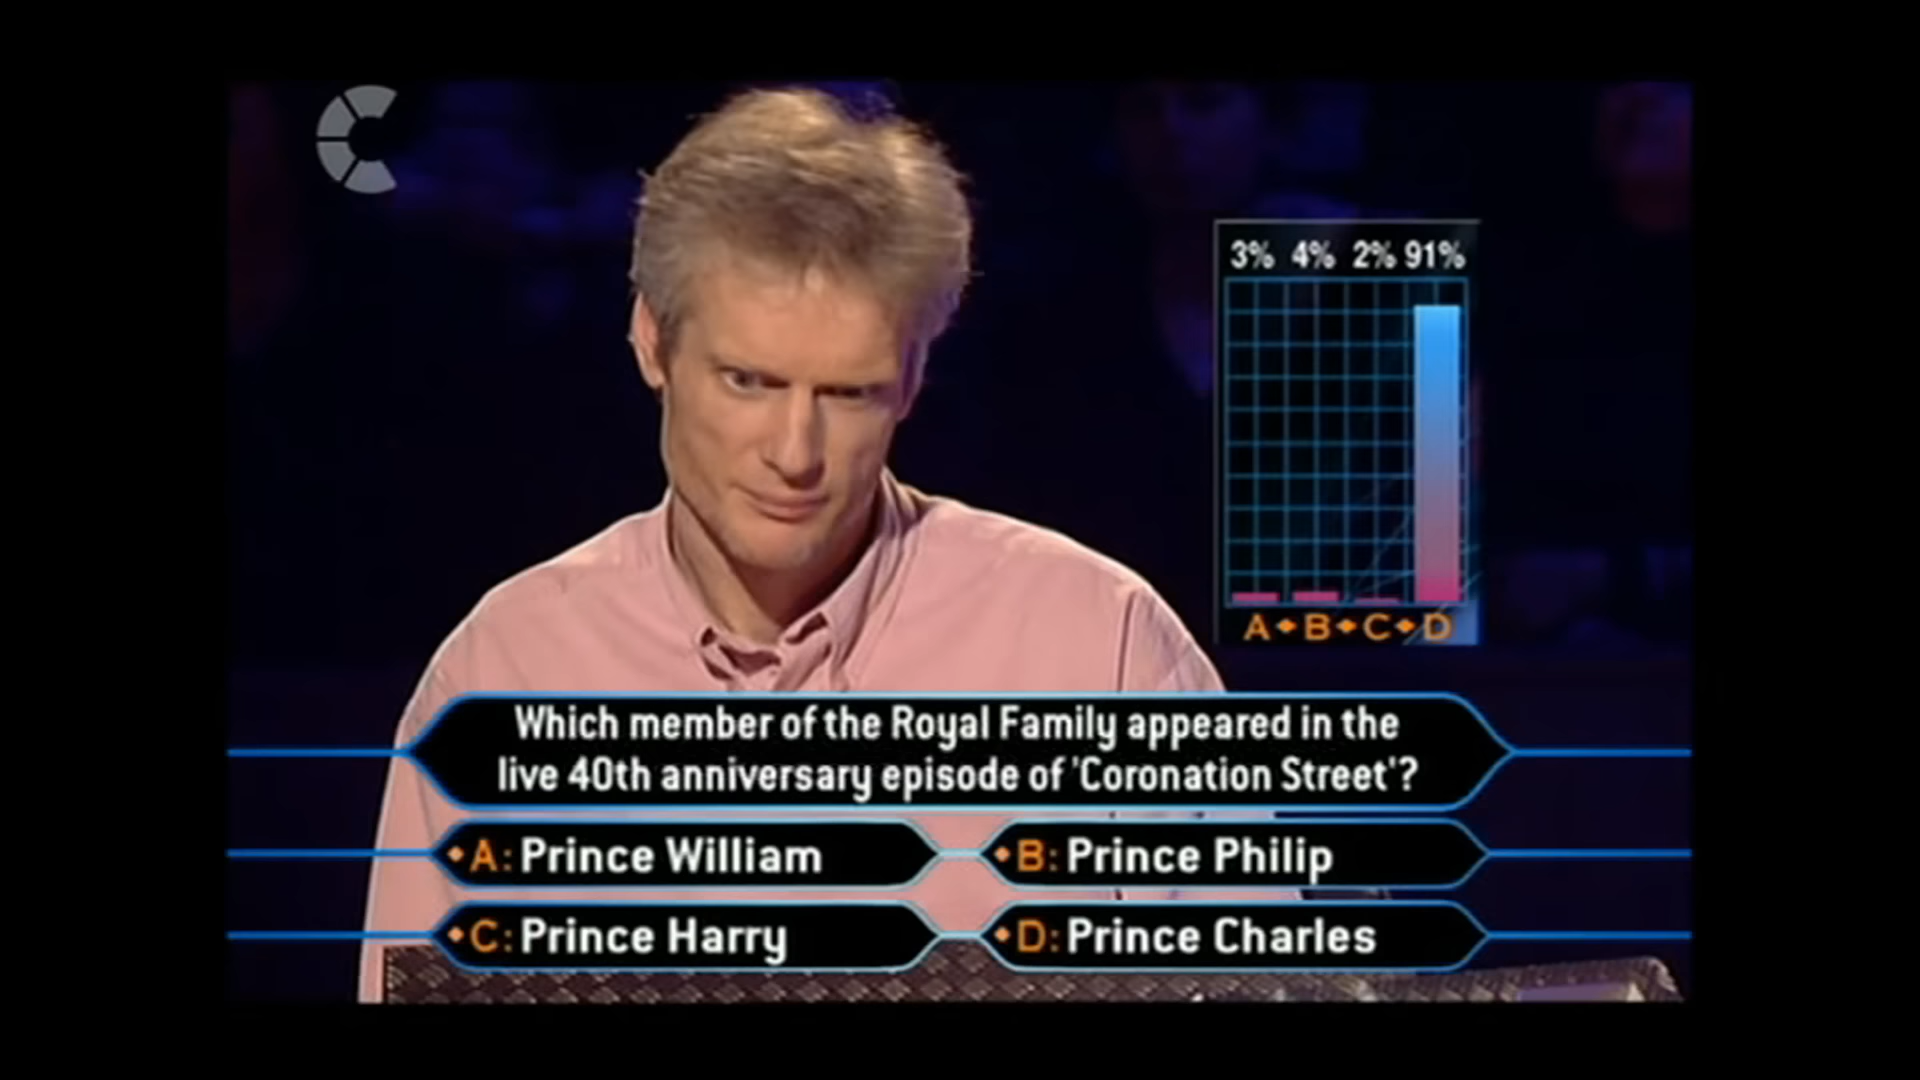 3% 4% 2% 91%
A B C D
Which member of the Royal Family appeared in the
live 40th anniversary episode of 'Coronation Street'?
A: Prince William
B: Prince Philip
C: Prince Harry
D: Prince Charles